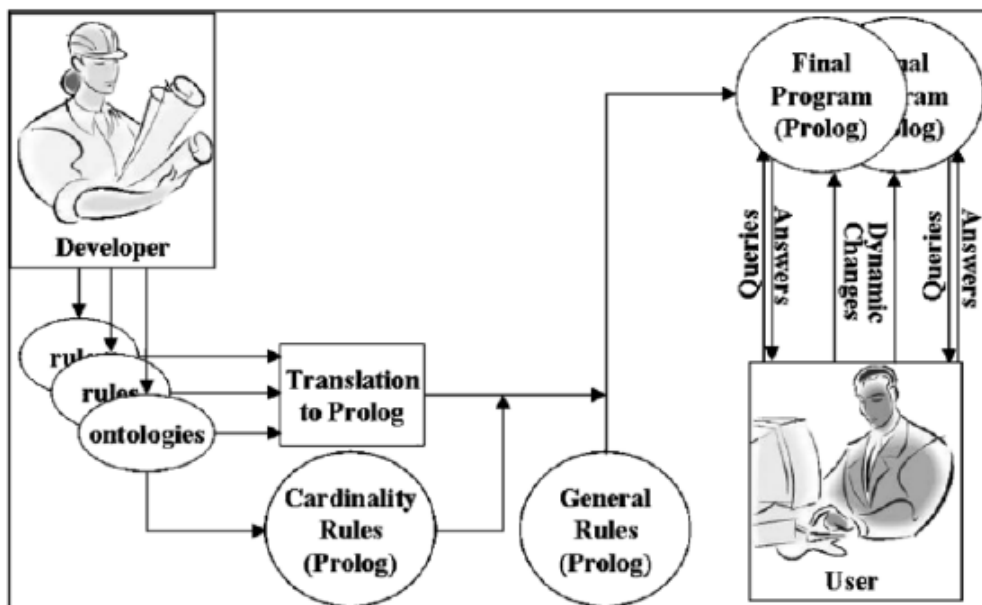 Developer
rules
rules
ontologies
Translation
to Prolog
Cardinality
Rules
(Prolog)
General
Rules
(Prolog)
Final
Program
(Prolog)
Queries
Answers
Dynamic
Changes
Queries
Answers
User